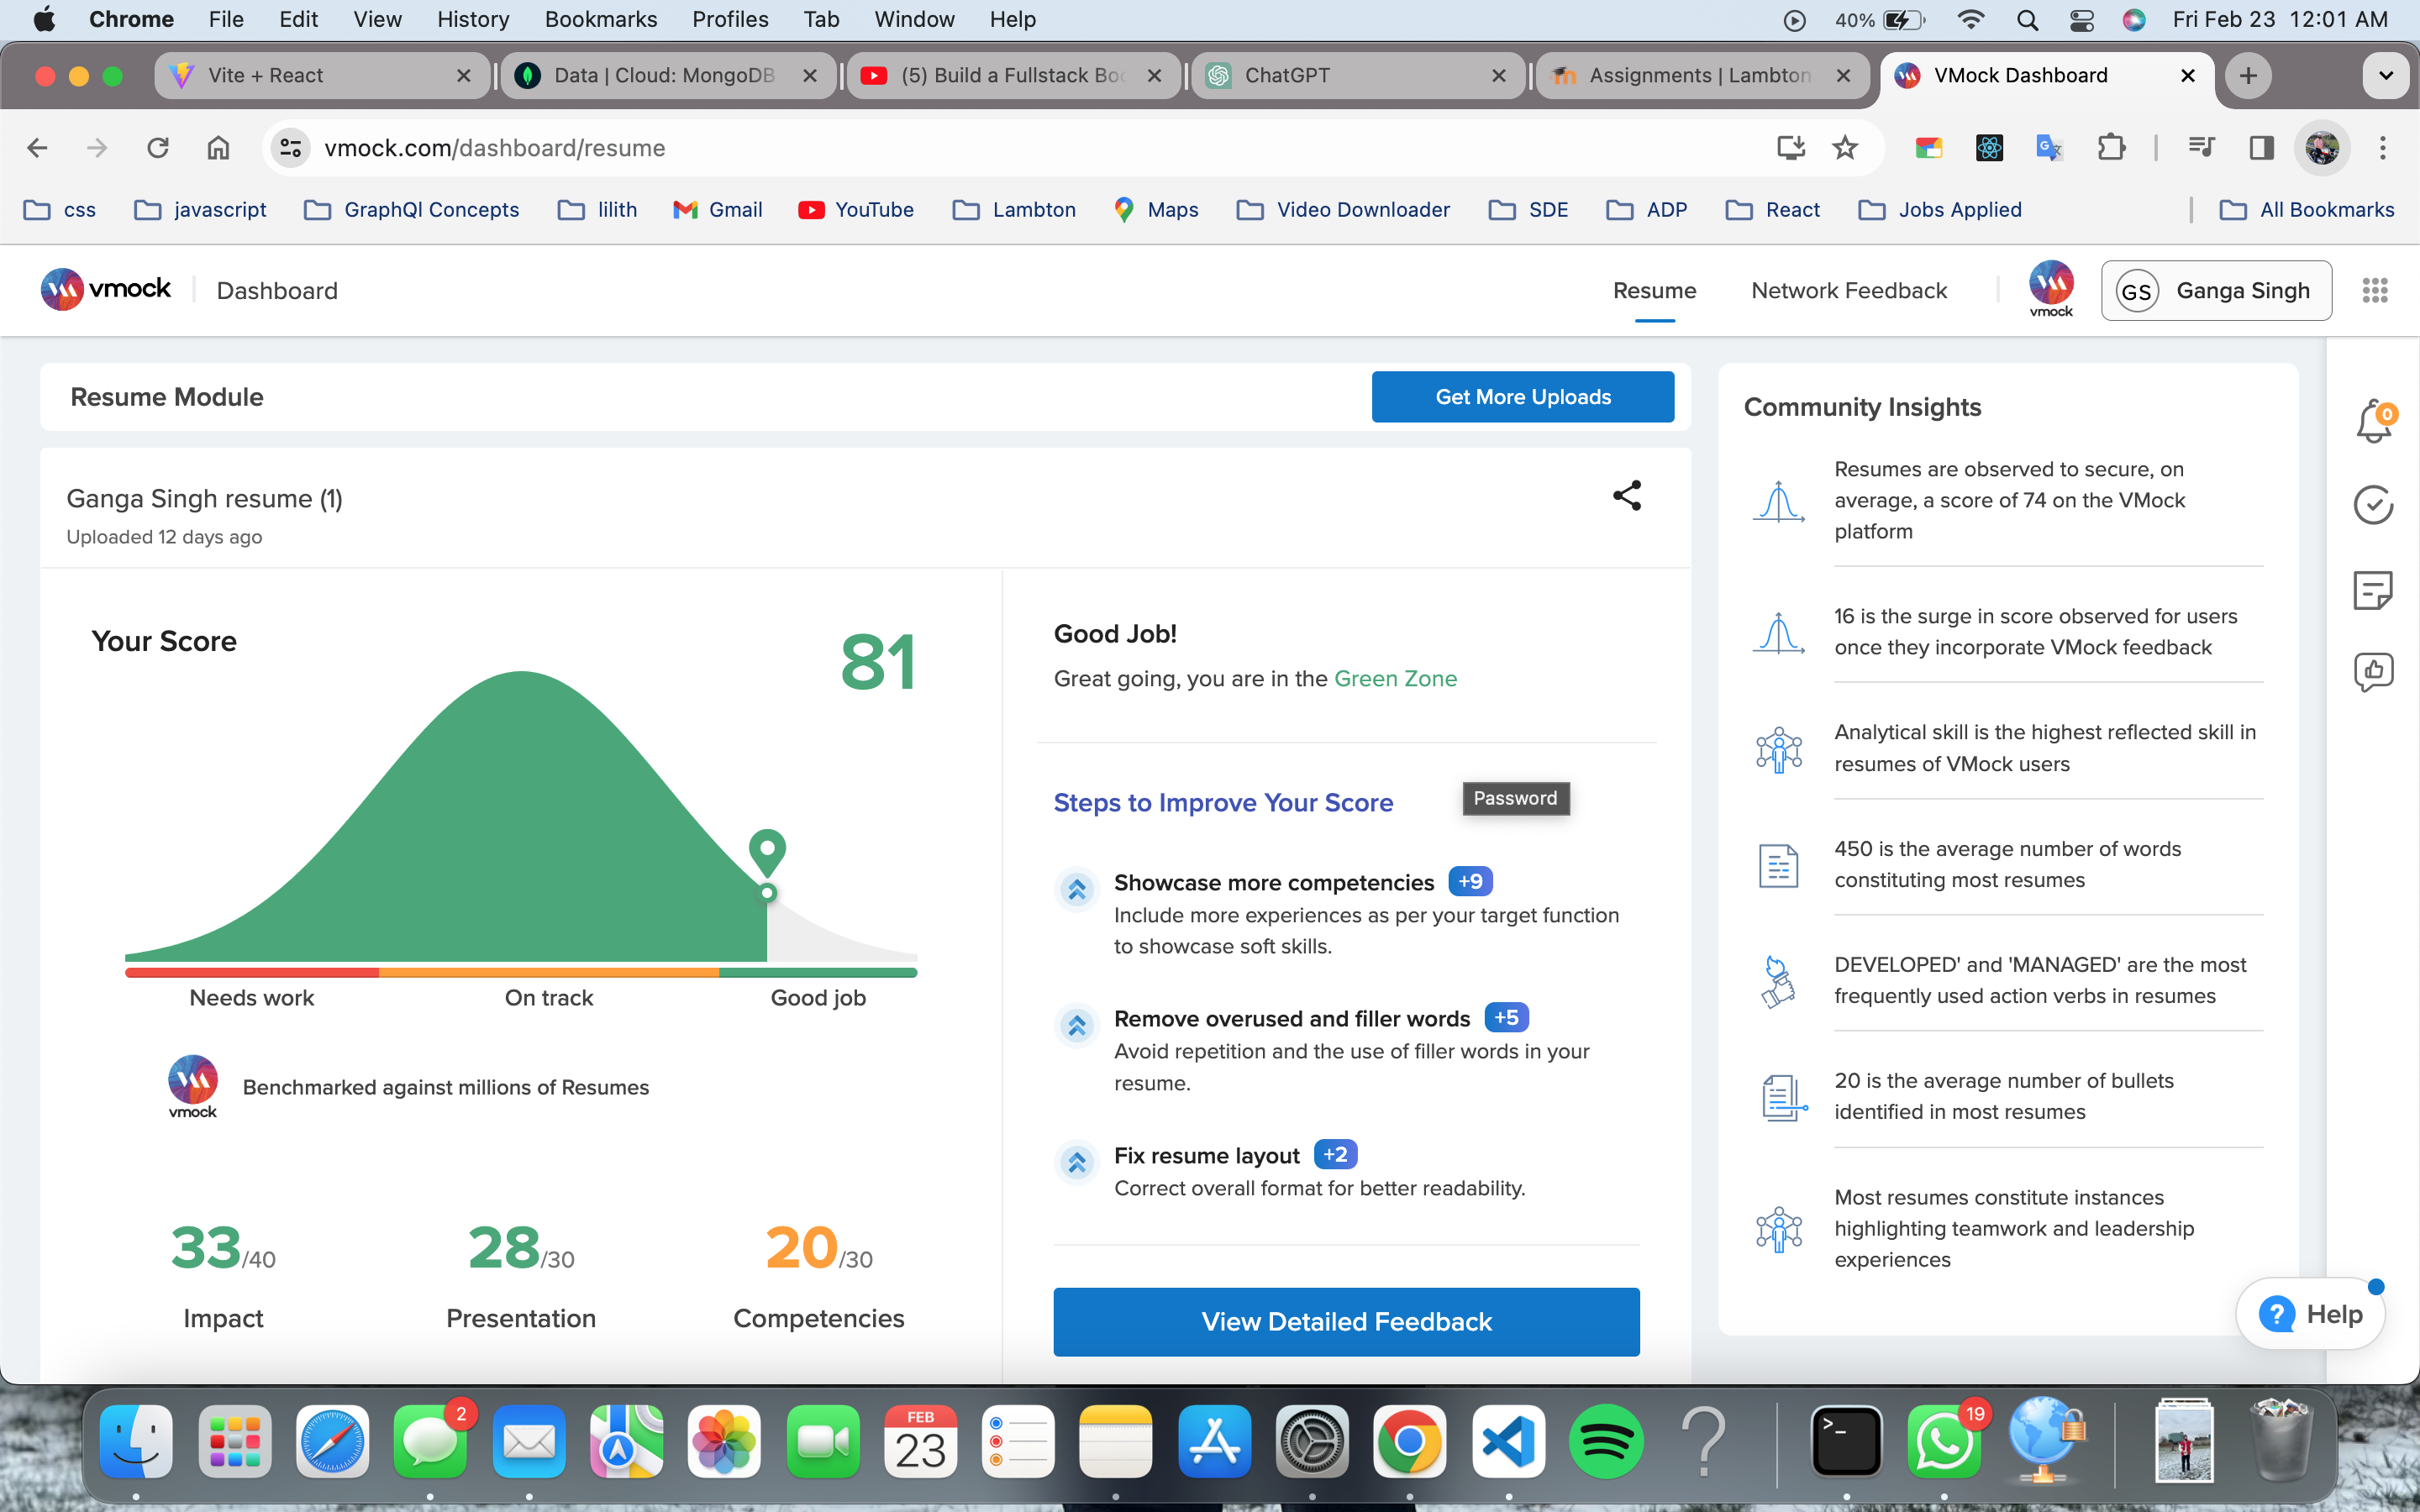 Chrome File Edit View History Bookmarks Profiles Tab Window Help 40% Fri Feb 23 12:01 AM
Vite + React Data | Cloud: MongoDB (5) Build a Fullstack Boo ChatGPT Assignments | Lambton VMock Dashboard
vmock.com/dashboard/resume
css javascript GraphQl Concepts lilith Gmail YouTube Lambton Maps Video Downloader SDE ADP React Jobs Applied All Bookmarks
vmock Dashboard Resume Network Feedback vmock GS Ganga Singh
Resume Module
Get More Uploads
Ganga Singh resume (1)
Uploaded 12 days ago
Your Score
81
Needs work On track Good job
vmock
Benchmarked against millions of Resumes
33/40 28/30 20/30
Impact Presentation Competencies
Good Job!
Great going, you are in the Green Zone
Steps to Improve Your Score
Password
Showcase more competencies +9
Include more experiences as per your target function
to showcase soft skills.
Remove overused and filler words +5
Avoid repetition and the use of filler words in your
resume.
Fix resume layout +2
Correct overall format for better readability.
View Detailed Feedback
Community Insights
Resumes are observed to secure, on
average, a score of 74 on the VMock
platform
16 is the surge in score observed for users
once they incorporate VMock feedback
Analytical skill is the highest reflected skill in
resumes of VMock users
450 is the average number of words
constituting most resumes
DEVELOPED' and 'MANAGED' are the most
frequently used action verbs in resumes
20 is the average number of bullets
identified in most resumes
Most resumes constitute instances
highlighting teamwork and leadership
experiences
0
? Help
2
FEB
23
19